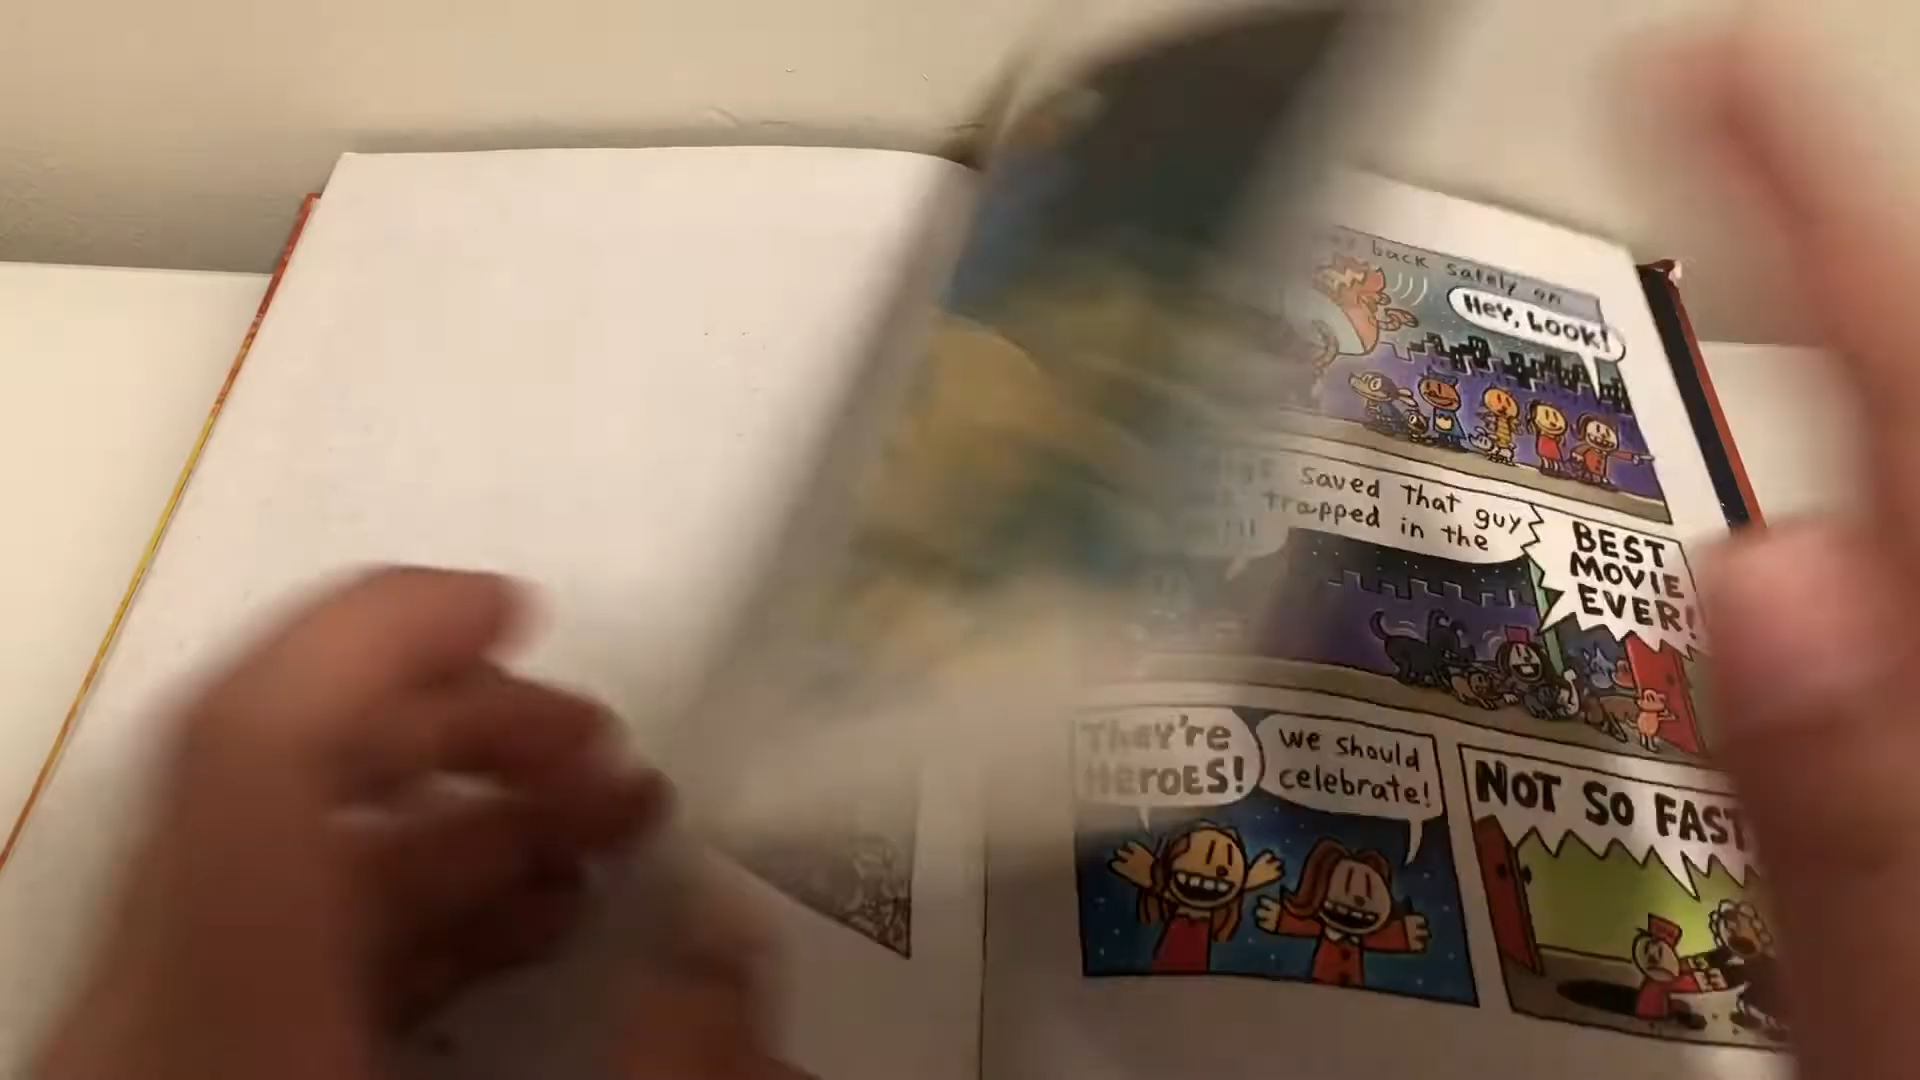 back safely on
HEY, LOOK!
saved that guy
trapped in the
BEST
MOVIE
EVER!
They're
HEROES!
we should
celebrate!
NOT SO FAST